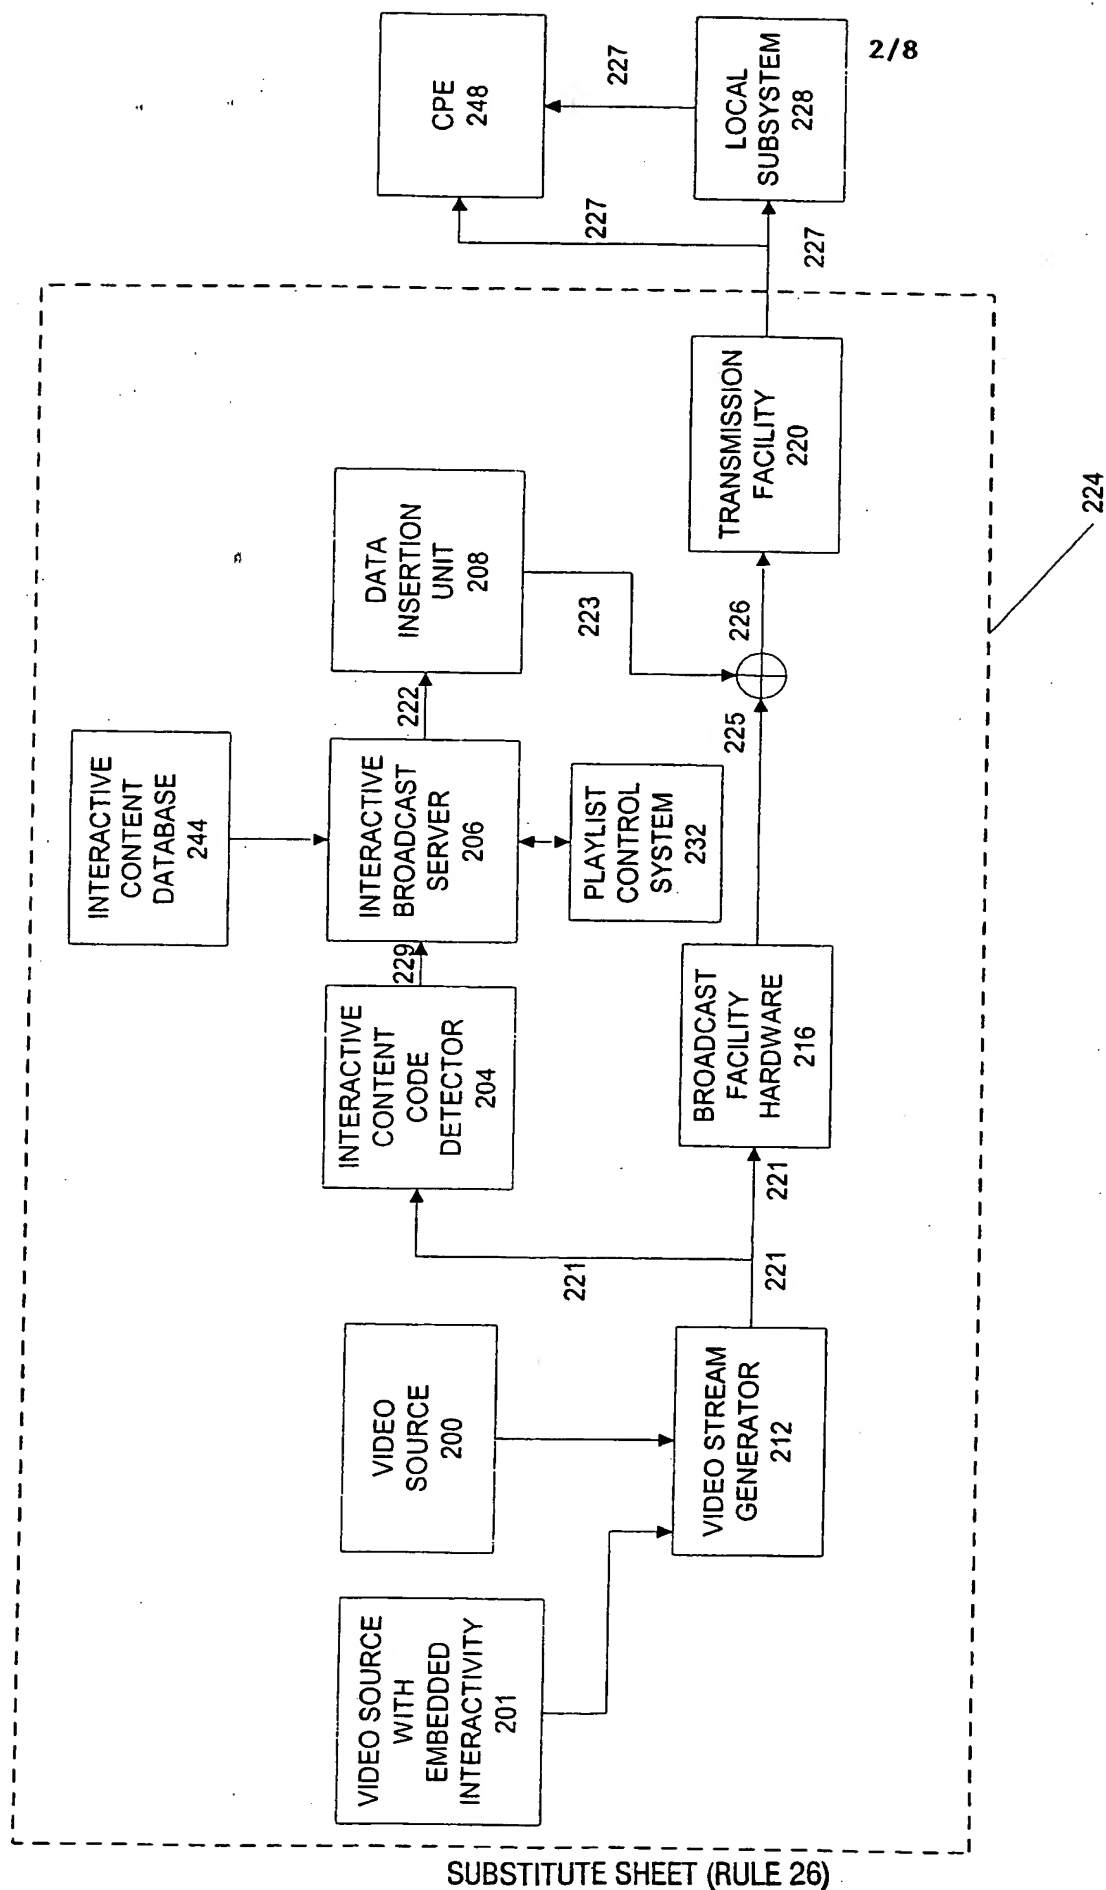 2/8
VIDEO SOURCE
WITH
EMBEDDED
INTERACTIVITY
201
VIDEO
SOURCE
200
VIDEO STREAM
GENERATOR
212
221
221
221
INTERACTIVE
CONTENT
CODE
DETECTOR
204
229
INTERACTIVE
CONTENT
DATABASE
244
INTERACTIVE
BROADCAST
SERVER
206
222
PLAYLIST
CONTROL
SYSTEM
232
DATA
INSERTION
UNIT
208
223
BROADCAST
FACILITY
HARDWARE
216
225
226
TRANSMISSION
FACILITY
220
224
227
227
227
CPE
248
LOCAL
SUBSYSTEM
228
SUBSTITUTE SHEET (RULE 26)